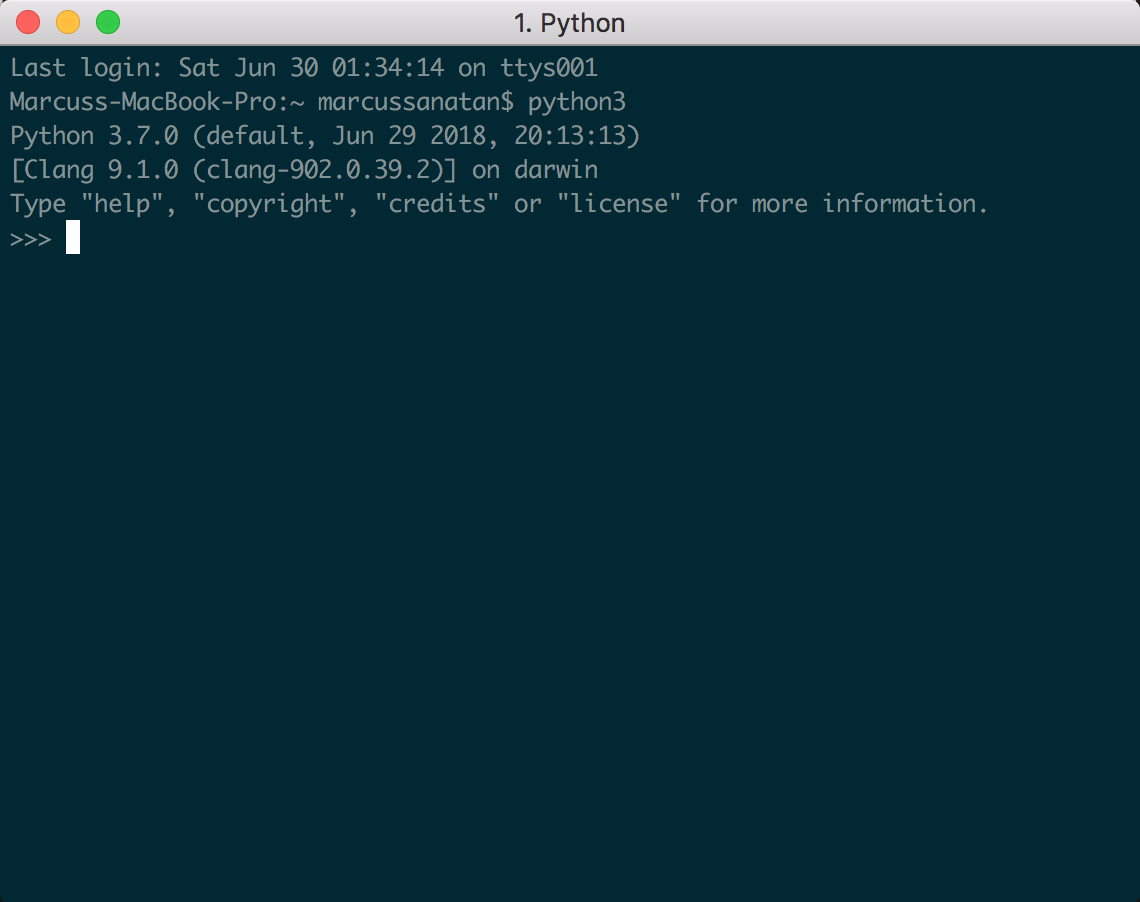 1. Python
Last login: Sat Jun 30 01:34:14 on ttys001
Marcuss-MacBook-Pro:~ marcussanatan$ python3
Python 3.7.0 (default, Jun 29 2018, 20:13:13)
[Clang 9.1.0 (clang-902.0.39.2)] on darwin
Type "help", "copyright", "credits" or "license" for more information.
>>>